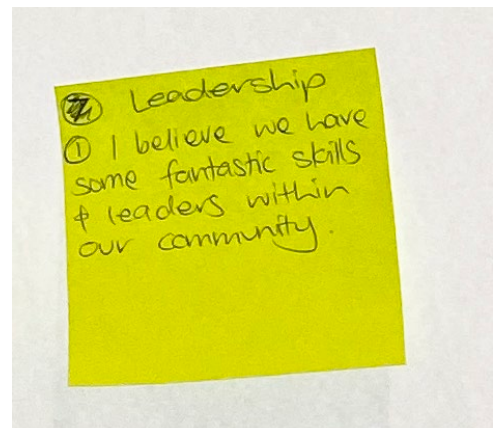 Leadership
① I believe we have
some fantastic skills
& leaders within
our community.